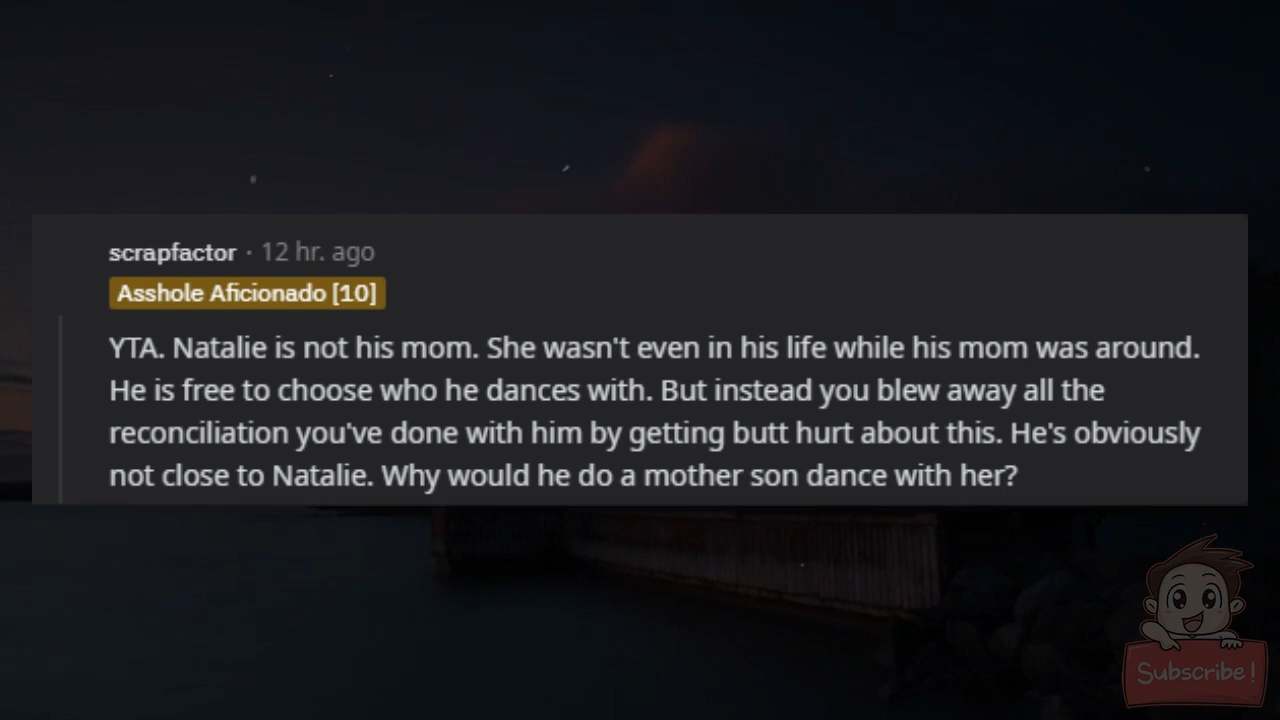 scrapfactor · 12 hr. ago
Asshole Aficionado [10]
YTA. Natalie is not his mom. She wasn't even in his life while his mom was around.
He is free to choose who he dances with. But instead you blew away all the
reconciliation you've done with him by getting butt hurt about this. He's obviously
not close to Natalie. Why would he do a mother son dance with her?
Subscribe!